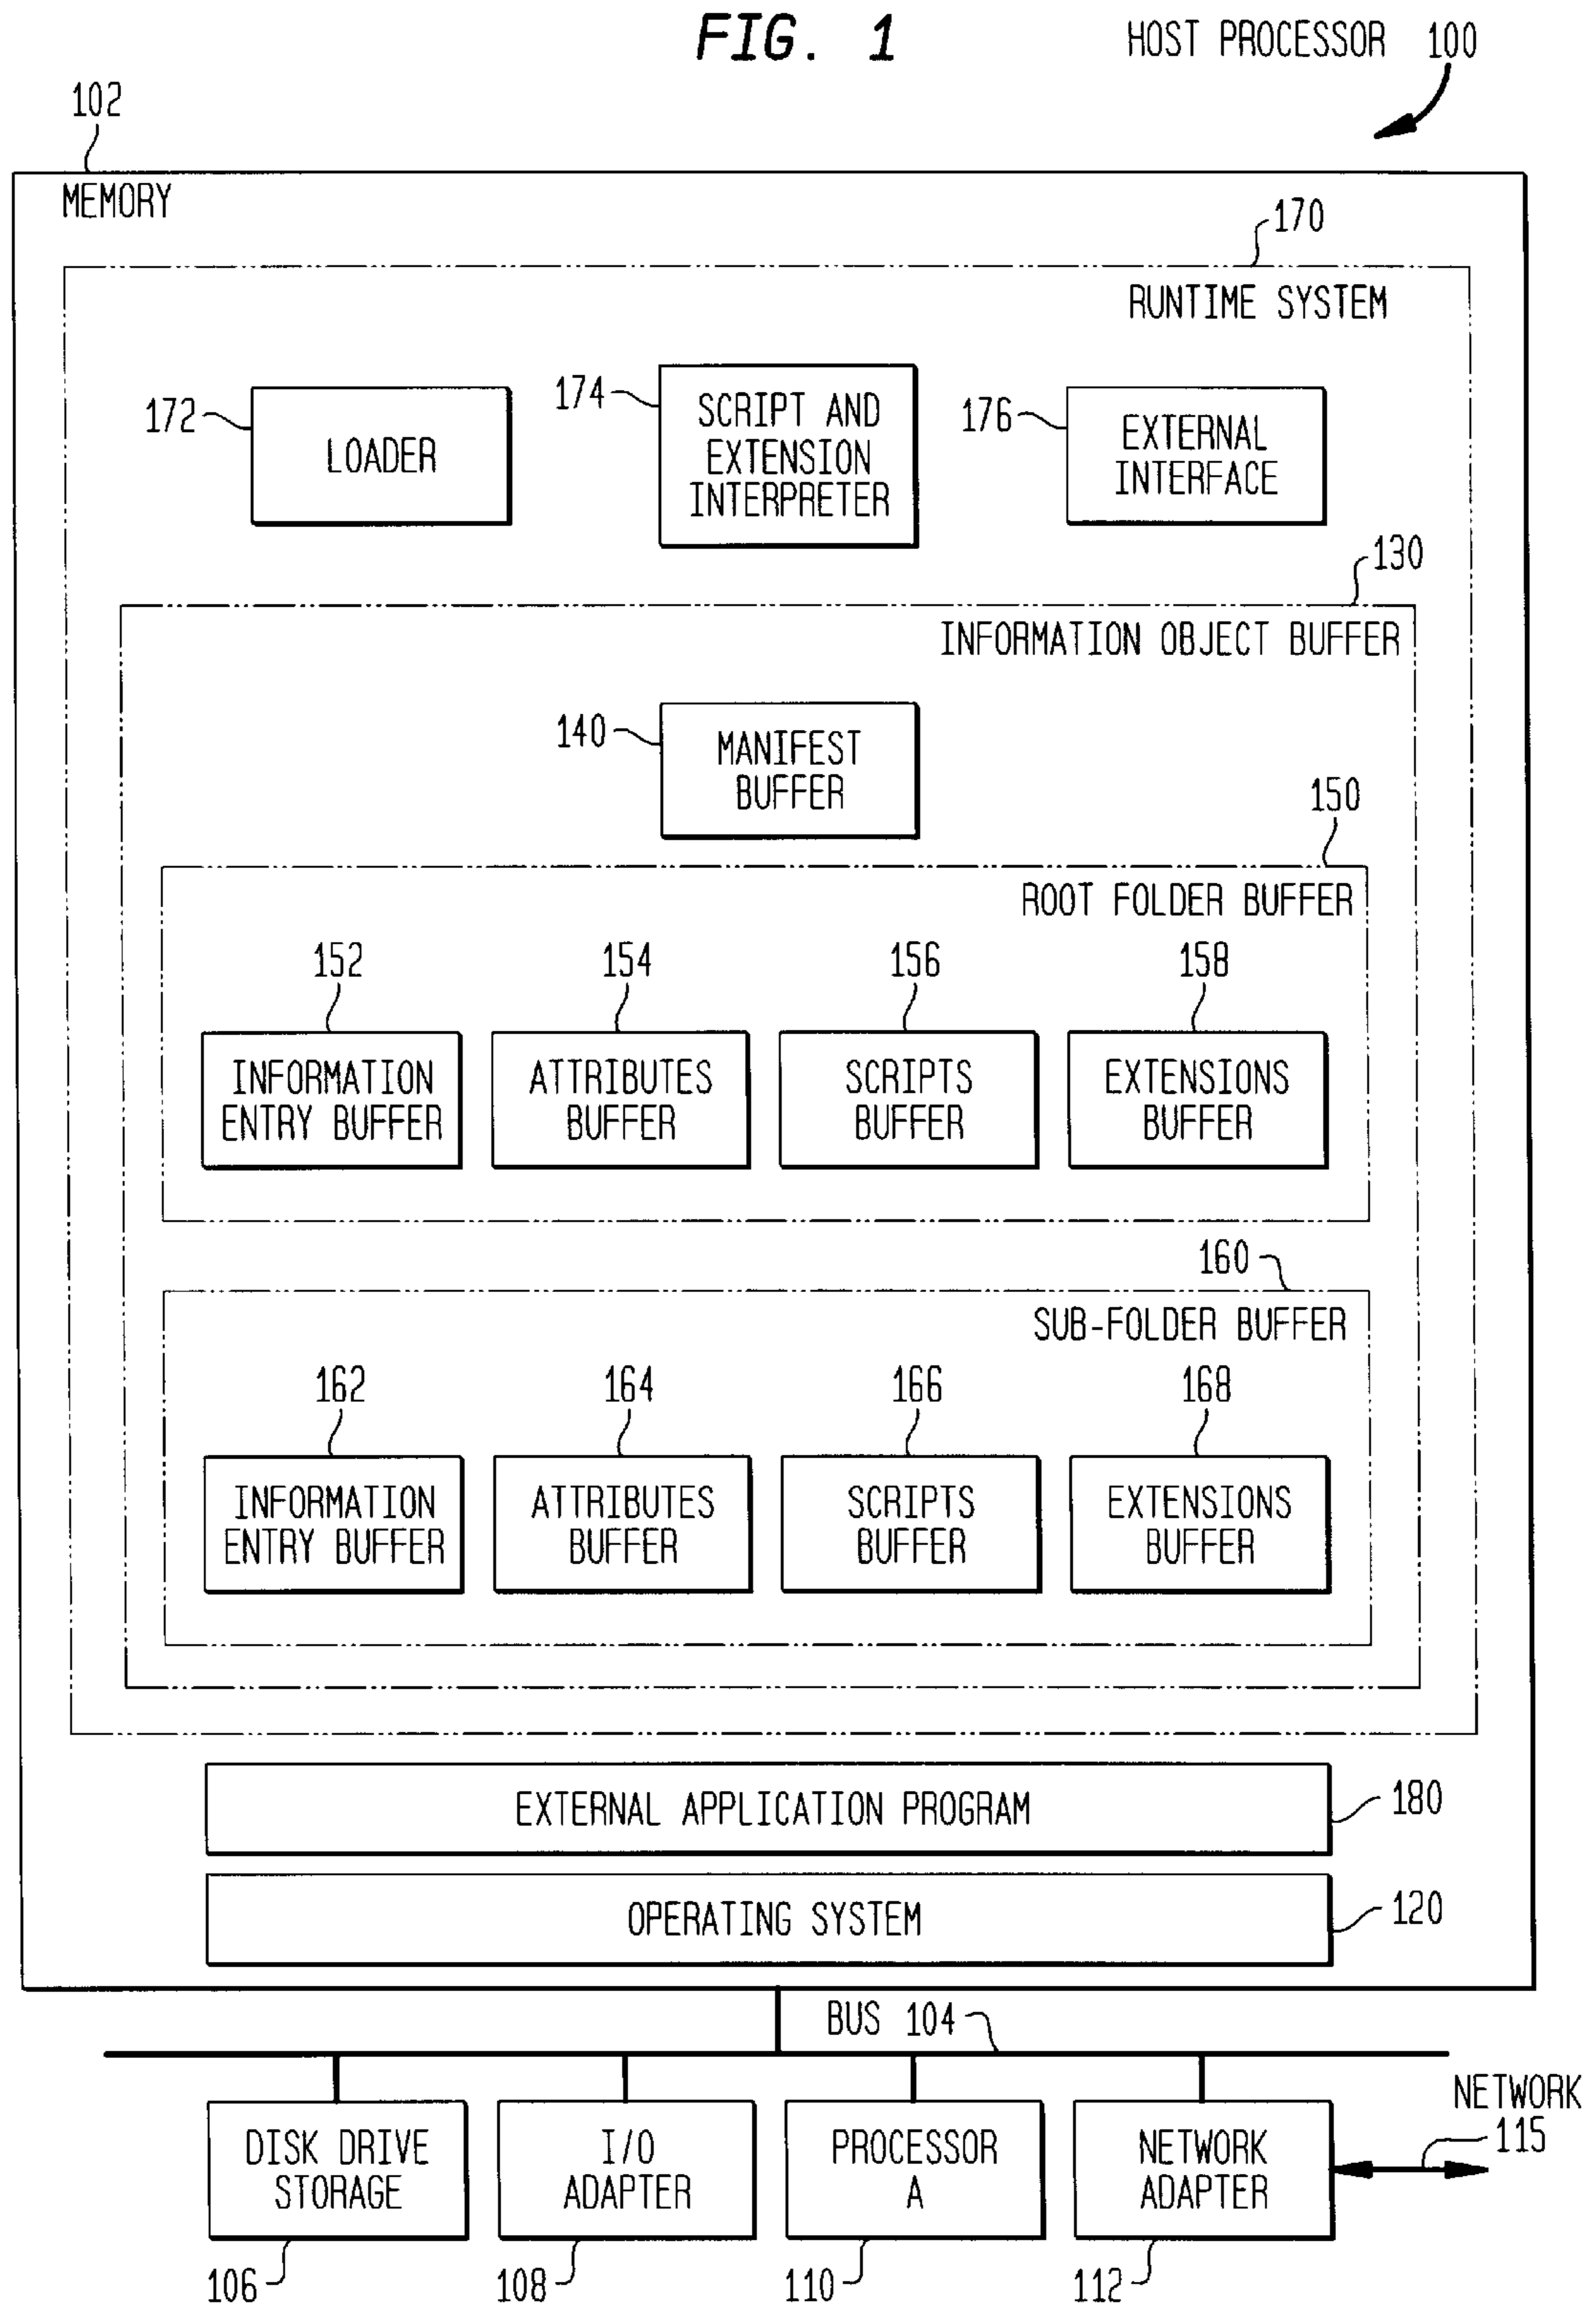 FIG. 1
HOST PROCESSOR 100
102
MEMORY
170
RUNTIME SYSTEM
172
LOADER
174
SCRIPT AND
EXTENSION
INTERPRETER
176
EXTERNAL
INTERFACE
130
INFORMATION OBJECT BUFFER
140
MANIFEST
BUFFER
150
ROOT FOLDER BUFFER
152
154
156
158
INFORMATION
ENTRY BUFFER
ATTRIBUTES
BUFFER
SCRIPTS
BUFFER
EXTENSIONS
BUFFER
160
SUB-FOLDER BUFFER
162
164
166
168
INFORMATION
ENTRY BUFFER
ATTRIBUTES
BUFFER
SCRIPTS
BUFFER
EXTENSIONS
BUFFER
EXTERNAL APPLICATION PROGRAM
180
OPERATING SYSTEM
120
BUS 104
DISK DRIVE
STORAGE
I/O
ADAPTER
PROCESSOR
A
NETWORK
ADAPTER
NETWORK
115
106
108
110
112